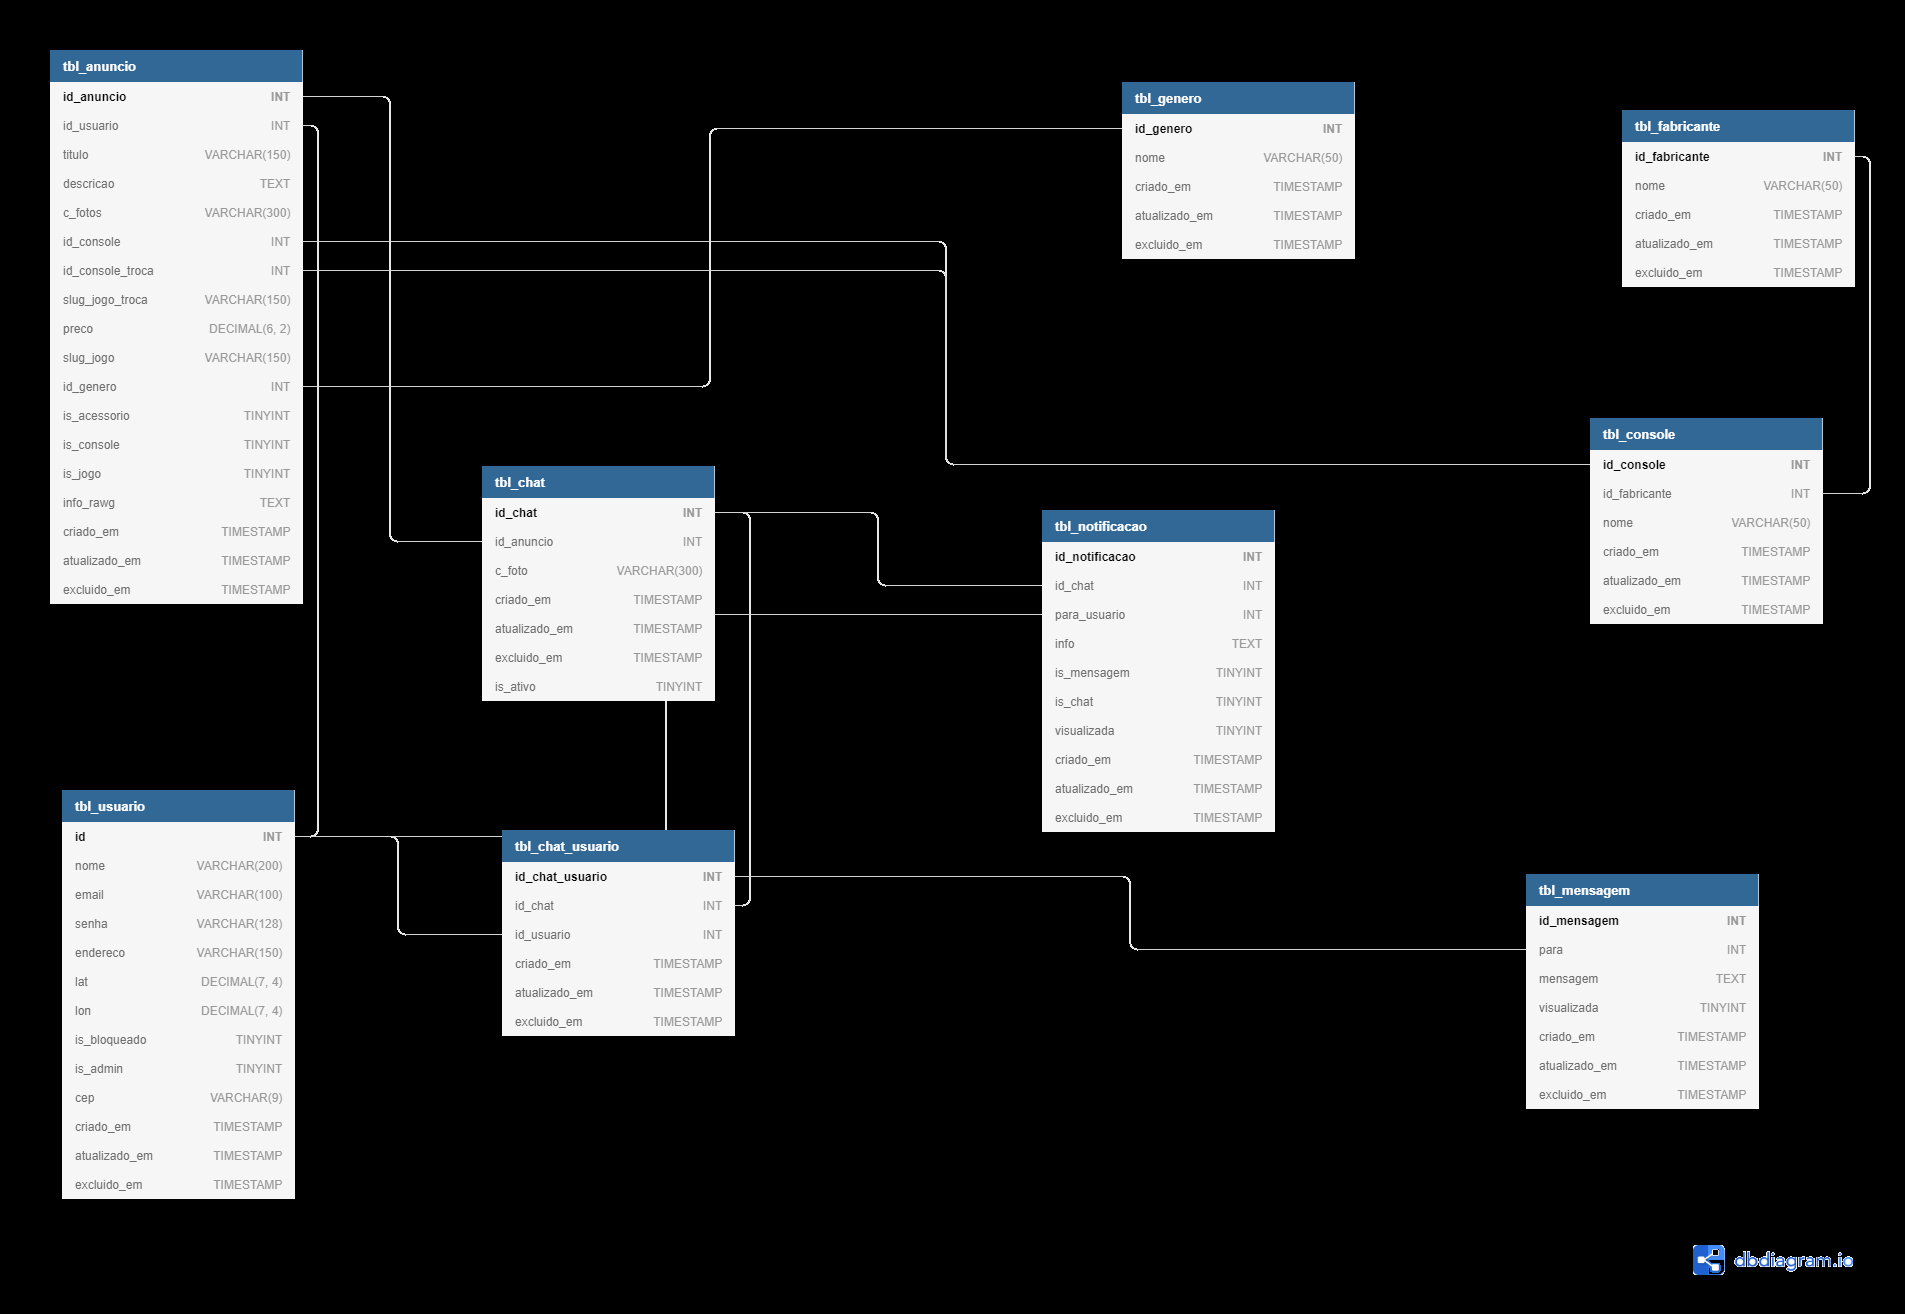 tbl_anuncio
id_anuncio INT
id_usuario INT
titulo VARCHAR(150)
descricao TEXT
c_fotos VARCHAR(300)
id_console INT
id_console_troca INT
slug_jogo_troca VARCHAR(150)
preco DECIMAL(6, 2)
slug_jogo VARCHAR(150)
id_genero INT
is_acessorio TINYINT
is_console TINYINT
is_jogo TINYINT
info_rawg TEXT
criado_em TIMESTAMP
atualizado_em TIMESTAMP
excluido_em TIMESTAMP
tbl_genero
id_genero INT
nome VARCHAR(50)
criado_em TIMESTAMP
atualizado_em TIMESTAMP
excluido_em TIMESTAMP
tbl_fabricante
id_fabricante INT
nome VARCHAR(50)
criado_em TIMESTAMP
atualizado_em TIMESTAMP
excluido_em TIMESTAMP
tbl_console
id_console INT
id_fabricante INT
nome VARCHAR(50)
criado_em TIMESTAMP
atualizado_em TIMESTAMP
excluido_em TIMESTAMP
tbl_chat
id_chat INT
id_anuncio INT
c_foto VARCHAR(300)
criado_em TIMESTAMP
atualizado_em TIMESTAMP
excluido_em TIMESTAMP
is_ativo TINYINT
tbl_notificacao
id_notificacao INT
id_chat INT
para_usuario INT
info TEXT
is_mensagem TINYINT
is_chat TINYINT
visualizada TINYINT
criado_em TIMESTAMP
atualizado_em TIMESTAMP
excluido_em TIMESTAMP
tbl_usuario
id INT
nome VARCHAR(200)
email VARCHAR(100)
senha VARCHAR(128)
endereco VARCHAR(150)
lat DECIMAL(7, 4)
lon DECIMAL(7, 4)
is_bloqueado TINYINT
is_admin TINYINT
cep VARCHAR(9)
criado_em TIMESTAMP
atualizado_em TIMESTAMP
excluido_em TIMESTAMP
tbl_chat_usuario
id_chat_usuario INT
id_chat INT
id_usuario INT
criado_em TIMESTAMP
atualizado_em TIMESTAMP
excluido_em TIMESTAMP
tbl_mensagem
id_mensagem INT
para INT
mensagem TEXT
visualizada TINYINT
criado_em TIMESTAMP
atualizado_em TIMESTAMP
excluido_em TIMESTAMP
dbdiagram.io